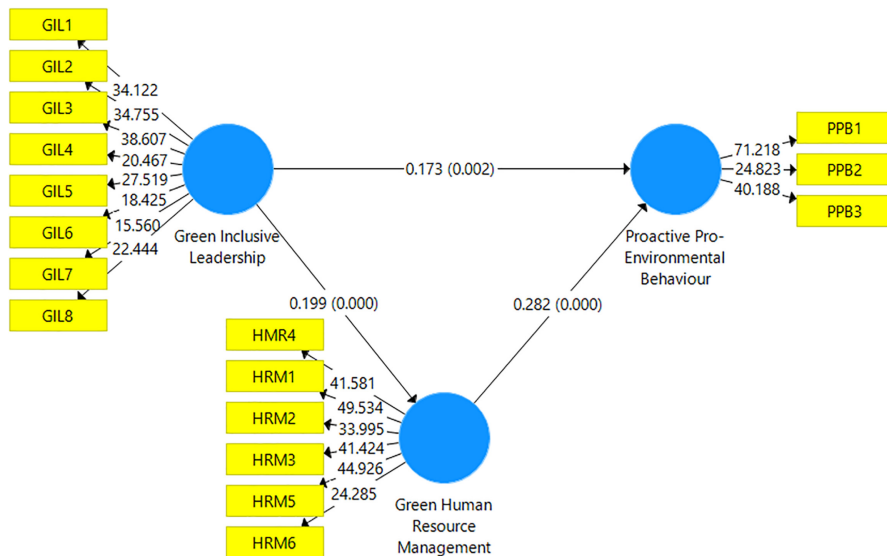 GIL1
GIL2
GIL3
GIL4
GIL5
GIL6
GIL7
GIL8
34.122
34.755
38.607
20.467
27.519
18.425
15.560
22.444
Green Inclusive
Leadership
0.173 (0.002)
71.218
24.823
40.188
PPB1
PPB2
PPB3
Proactive Pro-
Environmental
Behaviour
0.199 (0.000)
0.282 (0.000)
HMR4
HRM1
HRM2
HRM3
HRM5
HRM6
41.581
49.534
33.995
41.424
44.926
24.285
Green Human
Resource
Management